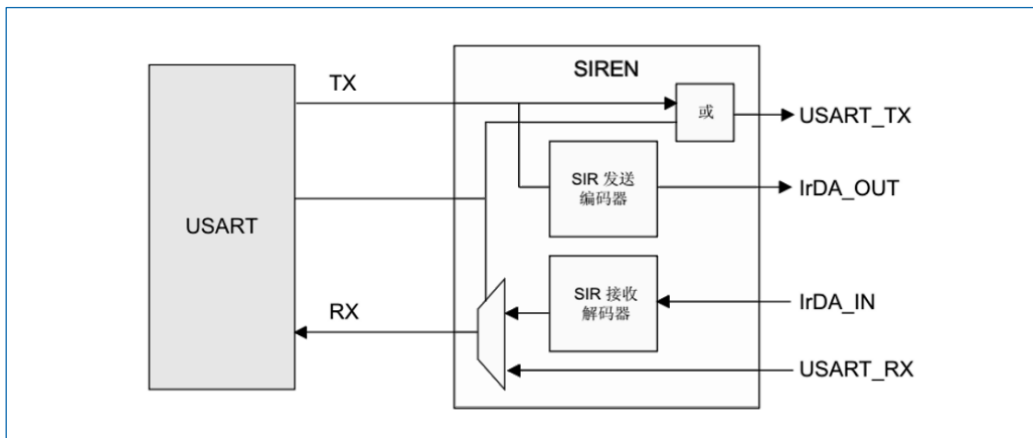 SIREN
TX
或
USART_TX
SIR 发送
编码器
IrDA_OUT
USART
SIR 接收
解码器
IrDA_IN
RX
USART_RX